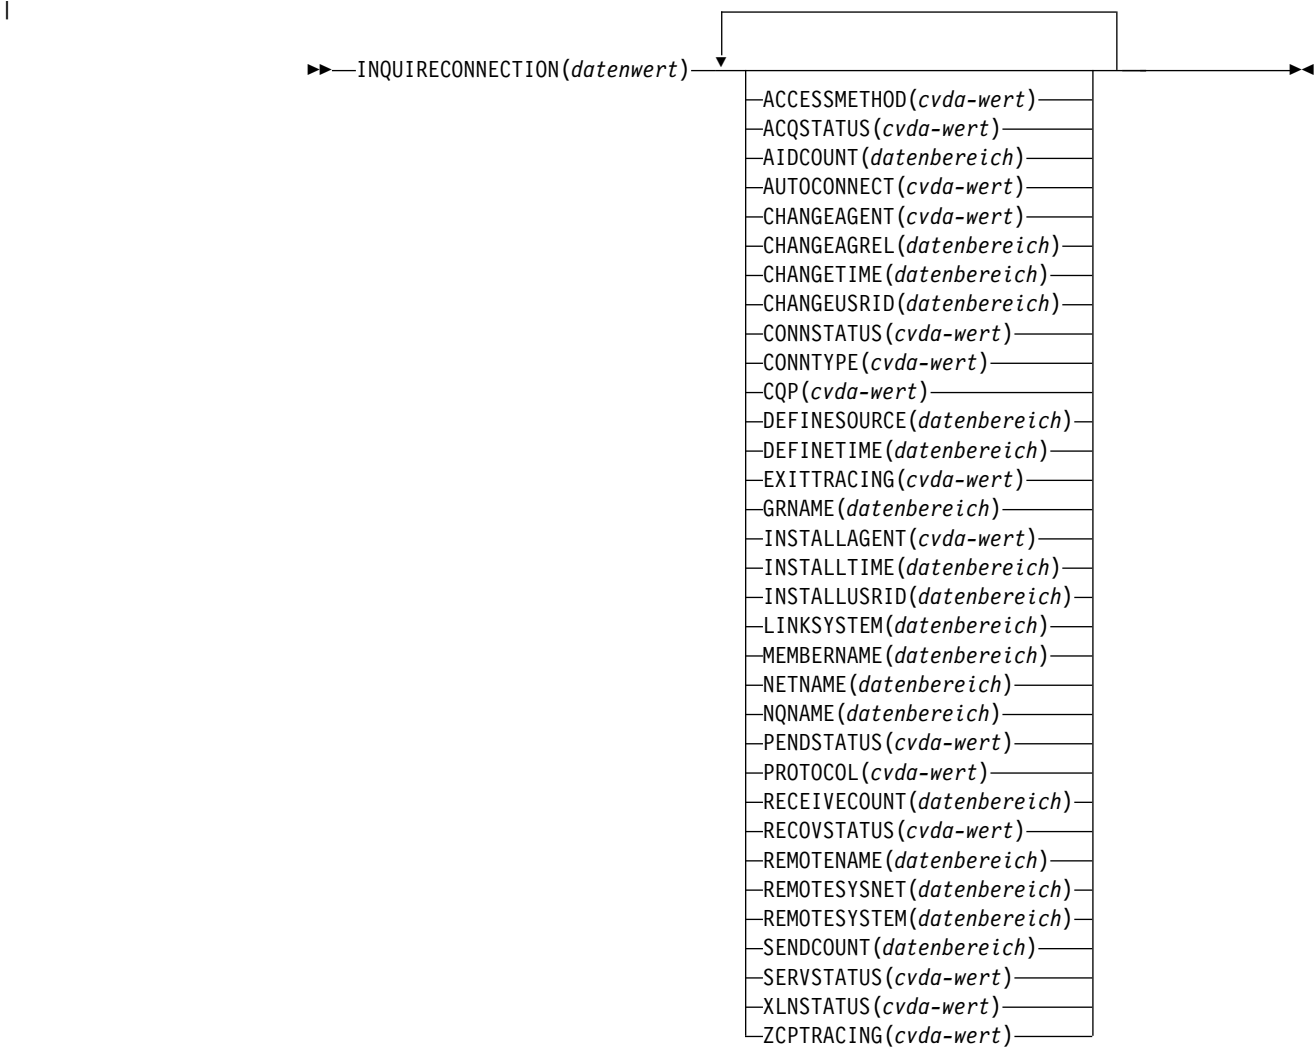 INQUIRECONNECTION(datenwert)
ACCESSMETHOD(cvda-wert)
ACQSTATUS(cvda-wert)
AIDCOUNT(datenbereich)
AUTOCONNECT(cvda-wert)
CHANGEAGENT(cvda-wert)
CHANGEAGREL(datenbereich)
CHANGETIME(datenbereich)
CHANGEUSRID(datenbereich)
CONNSTATUS(cvda-wert)
CONNTYPE(cvda-wert)
CQP(cvda-wert)
DEFINESOURCE(datenbereich)
DEFINETIME(datenbereich)
EXITTRACING(cvda-wert)
GRNAME(datenbereich)
INSTALLAGENT(cvda-wert)
INSTALLTIME(datenbereich)
INSTALLUSRID(datenbereich)
LINKSYSTEM(datenbereich)
MEMBERNAME(datenbereich)
NETNAME(datenbereich)
NQNAME(datenbereich)
PENDSTATUS(cvda-wert)
PROTOCOL(cvda-wert)
RECEIVECOUNT(datenbereich)
RECOVSTATUS(cvda-wert)
REMOTENAME(datenbereich)
REMOTESYSNET(datenbereich)
REMOTESYSTEM(datenbereich)
SENDCOUNT(datenbereich)
SERVSTATUS(cvda-wert)
XLNSTATUS(cvda-wert)
ZCPTRACING(cvda-wert)